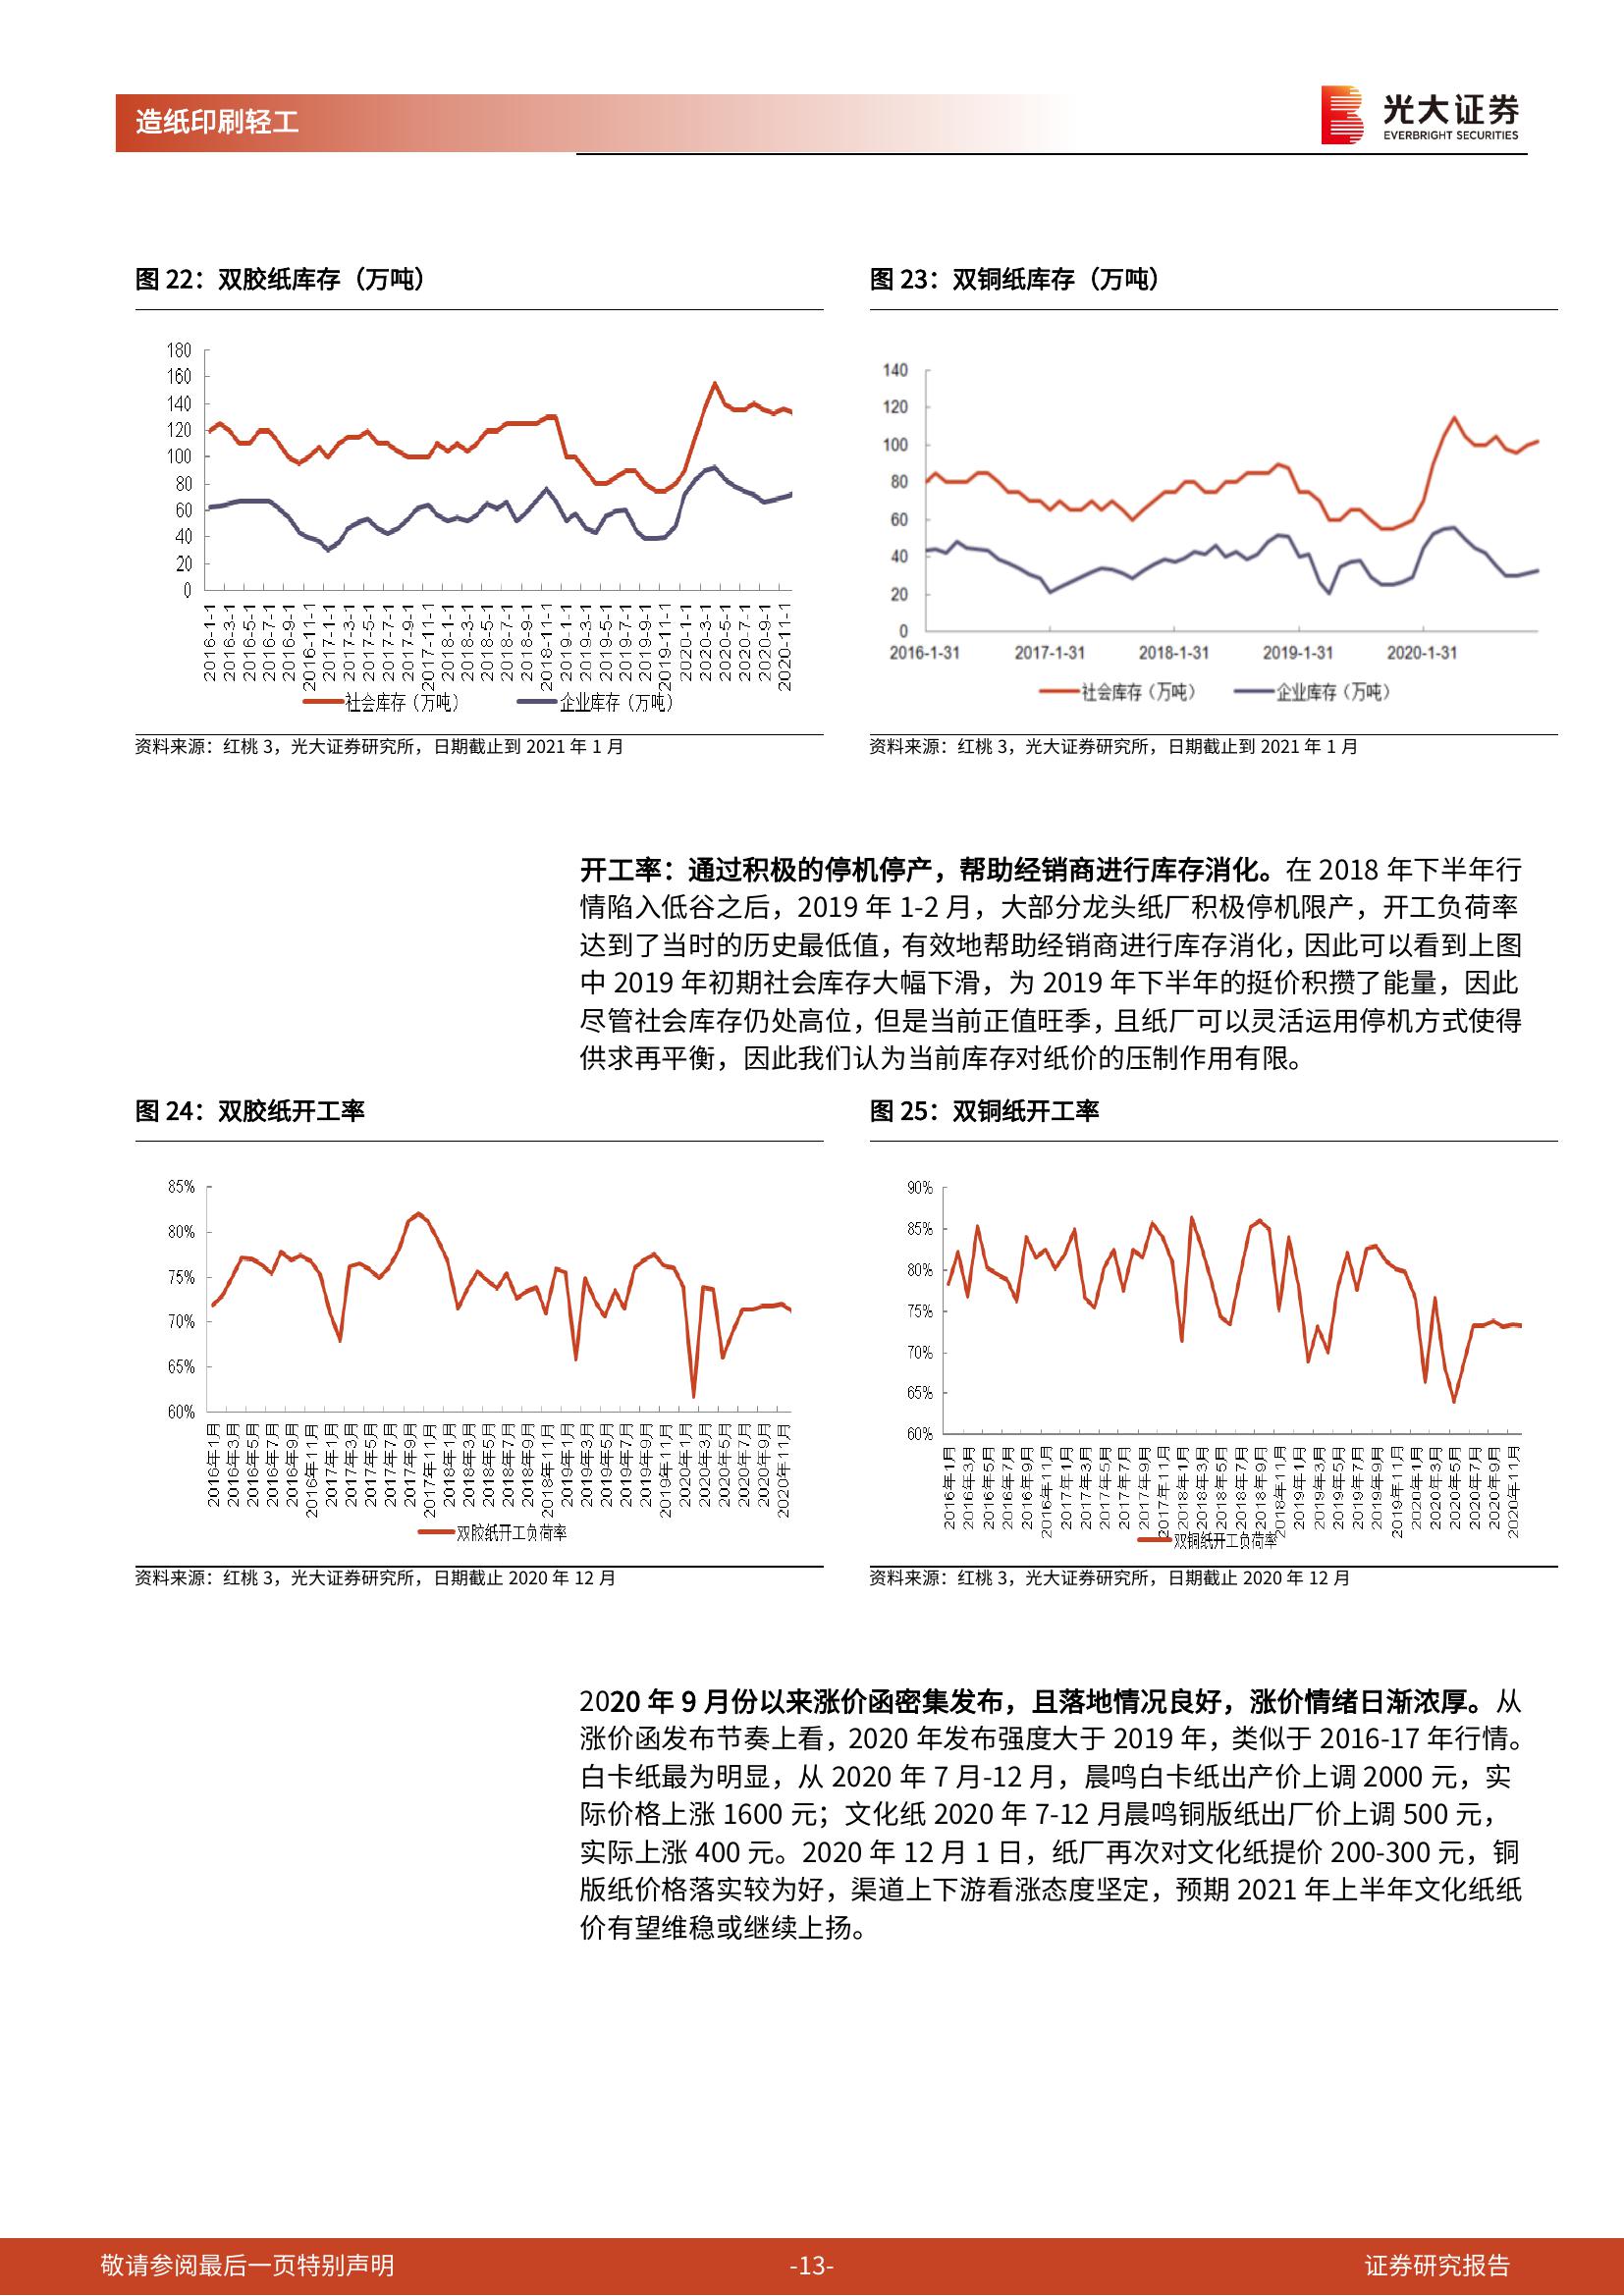 造纸印刷轻工
光大证券
EVERBRIGHT SECURITIES
图 22：双胶纸库存（万吨）
180
160
140
120
100
80
60
40
20
0
2016-1-1
2016-3-1
2016-5-1
2016-7-1
2016-9-1
2016-11-1
2017-1-1
2017-3-1
2017-5-1
2017-7-1
2017-9-1
2017-11-1
2018-1-1
2018-3-1
2018-5-1
2018-7-1
2018-9-1
2018-11-1
2019-1-1
2019-3-1
2019-5-1
2019-7-1
2019-9-1
2019-11-1
2020-1-1
2020-3-1
2020-5-1
2020-7-1
2020-9-1
2020-11-1
社会库存（万吨）
企业库存（万吨）
资料来源：红桃 3，光大证券研究所，日期截止到 2021 年 1 月
图 23：双铜纸库存（万吨）
140
120
100
80
60
40
20
0
2016-1-31
2017-1-31
2018-1-31
2019-1-31
2020-1-31
社会库存（万吨）
企业库存（万吨）
资料来源：红桃 3，光大证券研究所，日期截止到 2021 年 1 月
开工率：通过积极的停机停产，帮助经销商进行库存消化。在 2018 年下半年行
情陷入低谷之后，2019 年 1-2 月，大部分龙头纸厂积极停机限产，开工负荷率
达到了当时的历史最低值，有效地帮助经销商进行库存消化，因此可以看到上图
中 2019 年初期社会库存大幅下滑，为 2019 年下半年的挺价积攒了能量，因此
尽管社会库存仍处高位，但是当前正值旺季，且纸厂可以灵活运用停机方式使得
供求再平衡，因此我们认为当前库存对纸价的压制作用有限。
图 24：双胶纸开工率
85%
80%
75%
70%
65%
60%
2016年1月
2016年3月
2016年5月
2016年7月
2016年9月
2016年11月
2017年1月
2017年3月
2017年5月
2017年7月
2017年9月
2017年11月
2018年1月
2018年3月
2018年5月
2018年7月
2018年9月
2018年11月
2019年1月
2019年3月
2019年5月
2019年7月
2019年9月
2019年11月
2020年1月
2020年3月
2020年5月
2020年7月
2020年9月
2020年11月
双胶纸开工负荷率
资料来源：红桃 3，光大证券研究所，日期截止 2020 年 12 月
图 25：双铜纸开工率
90%
85%
80%
75%
70%
65%
60%
2016年1月
2016年3月
2016年5月
2016年7月
2016年9月
2016年11月
2017年1月
2017年3月
2017年5月
2017年7月
2017年9月
2017年11月
2018年1月
2018年3月
2018年5月
2018年7月
2018年9月
2018年11月
2019年1月
2019年3月
2019年5月
2019年7月
2019年9月
2019年11月
2020年1月
2020年3月
2020年5月
2020年7月
2020年9月
2020年11月
双铜纸开工负荷率
资料来源：红桃 3，光大证券研究所，日期截止 2020 年 12 月
2020 年 9 月份以来涨价函密集发布，且落地情况良好，涨价情绪日渐浓厚。从
涨价函发布节奏上看，2020 年发布强度大于 2019 年，类似于 2016-17 年行情。
白卡纸最为明显，从 2020 年 7 月-12 月，晨鸣白卡纸出产价上调 2000 元，实
际价格上涨 1600 元；文化纸 2020 年 7-12 月晨鸣铜版纸出厂价上调 500 元，
实际上涨 400 元。2020 年 12 月 1 日，纸厂再次对文化纸提价 200-300 元，铜
版纸价格落实较为好，渠道上下游看涨态度坚定，预期 2021 年上半年文化纸纸
价有望维稳或继续上扬。
敬请参阅最后一页特别声明
-13-
证券研究报告